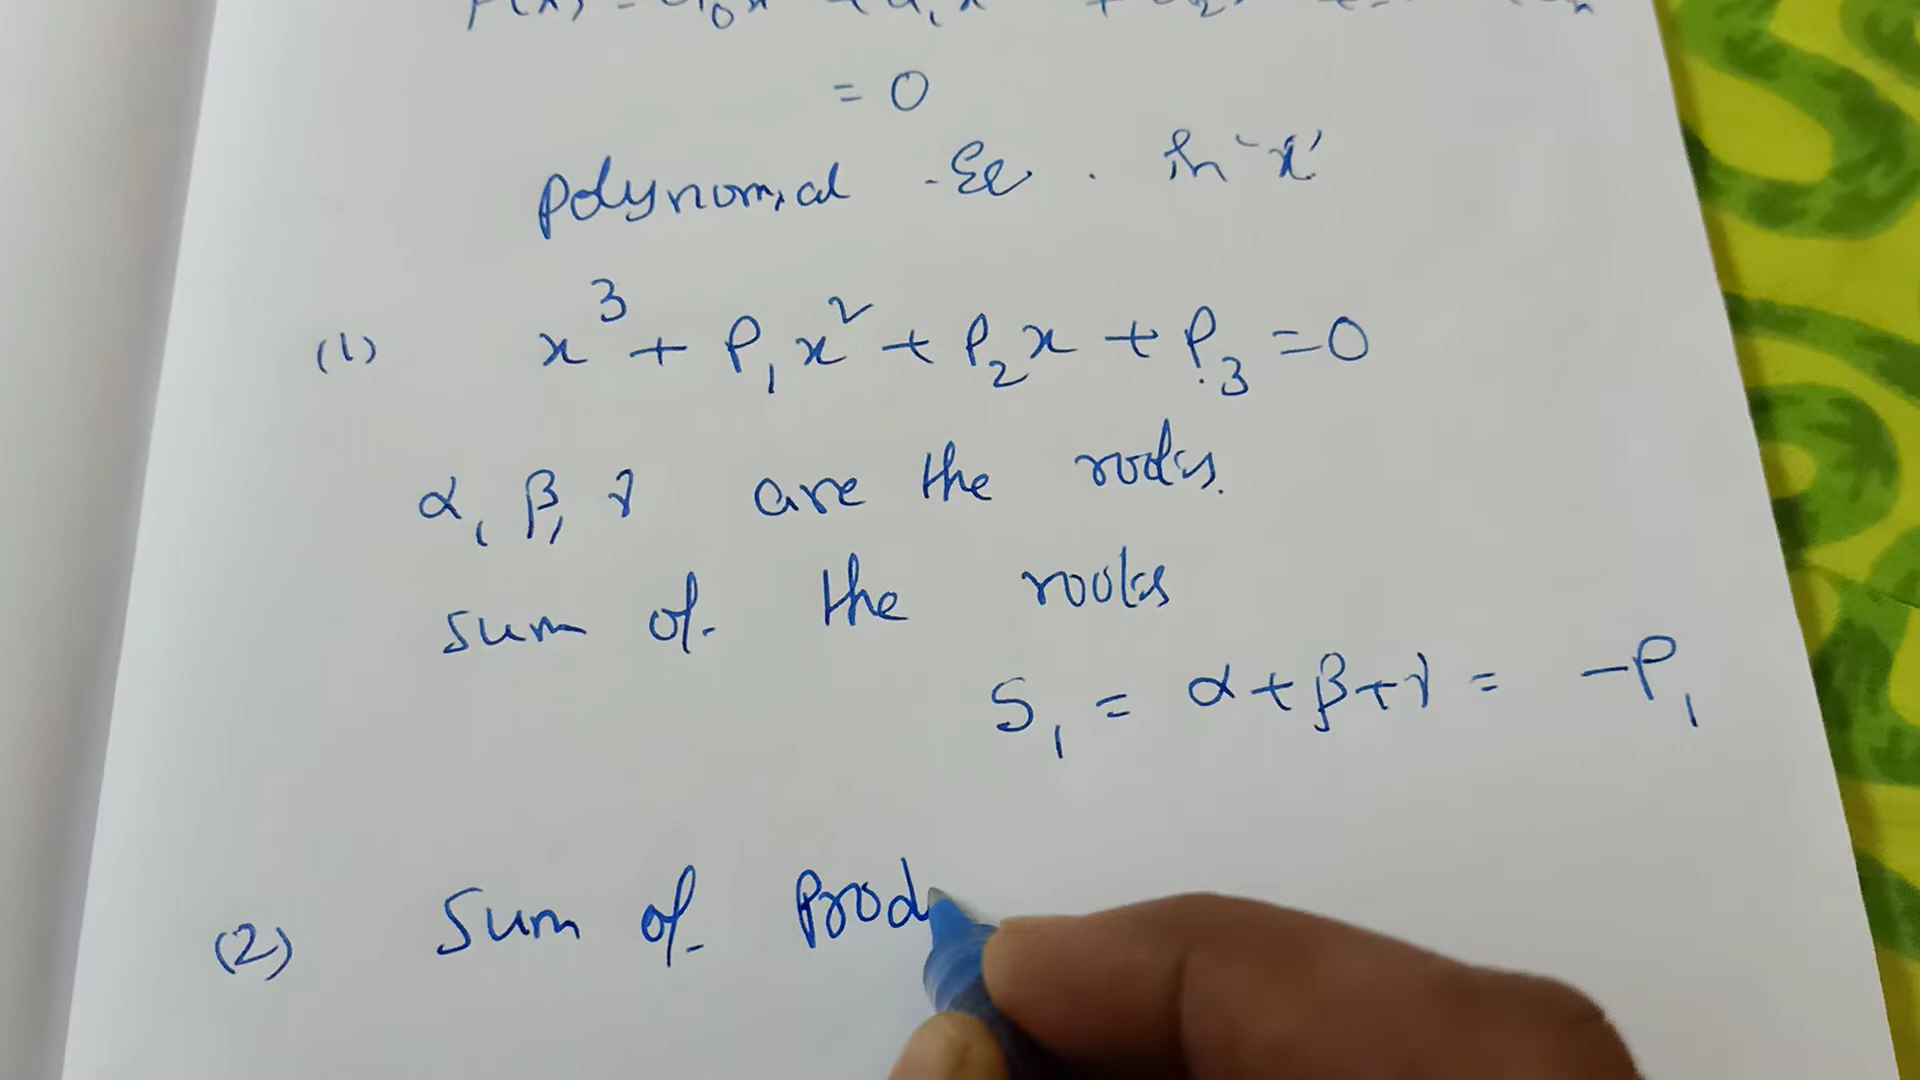 = 0
polynomial Eq. in 'x'
(1) x³ + P₁x² + P₂x + P₃ = 0
α, β, γ are the roots.
sum of the roots
S₁ = α + β + γ = -P₁
(2) Sum of Prod